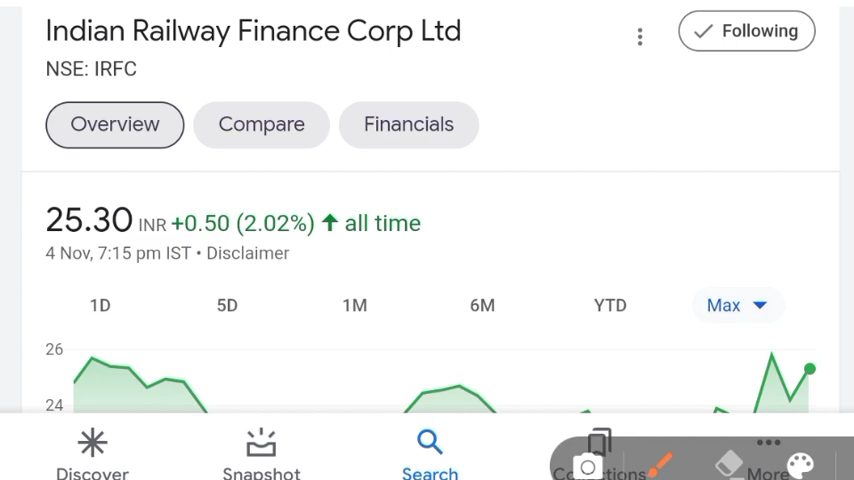 Indian Railway Finance Corp Ltd
Following
NSE: IRFC
Overview
Compare
Financials
25.30 INR +0.50 (2.02%) ↑ all time
4 Nov, 7:15 pm IST • Disclaimer
1D 5D 1M 6M YTD Max
26
24
Discover Snapshot Search Collections More